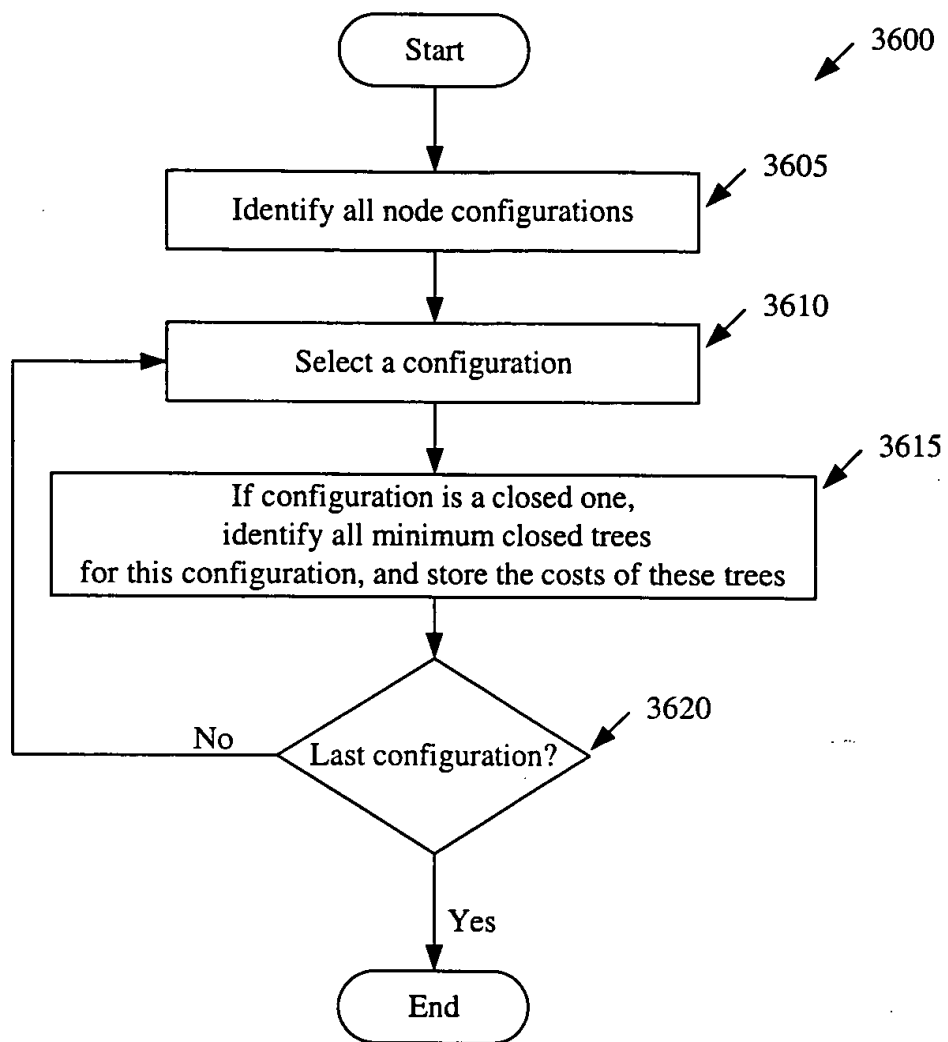 Start
3600
3605
Identify all node configurations
3610
Select a configuration
3615
If configuration is a closed one,
identify all minimum closed trees
for this configuration, and store the costs of these trees
3620
No
Last configuration?
Yes
End